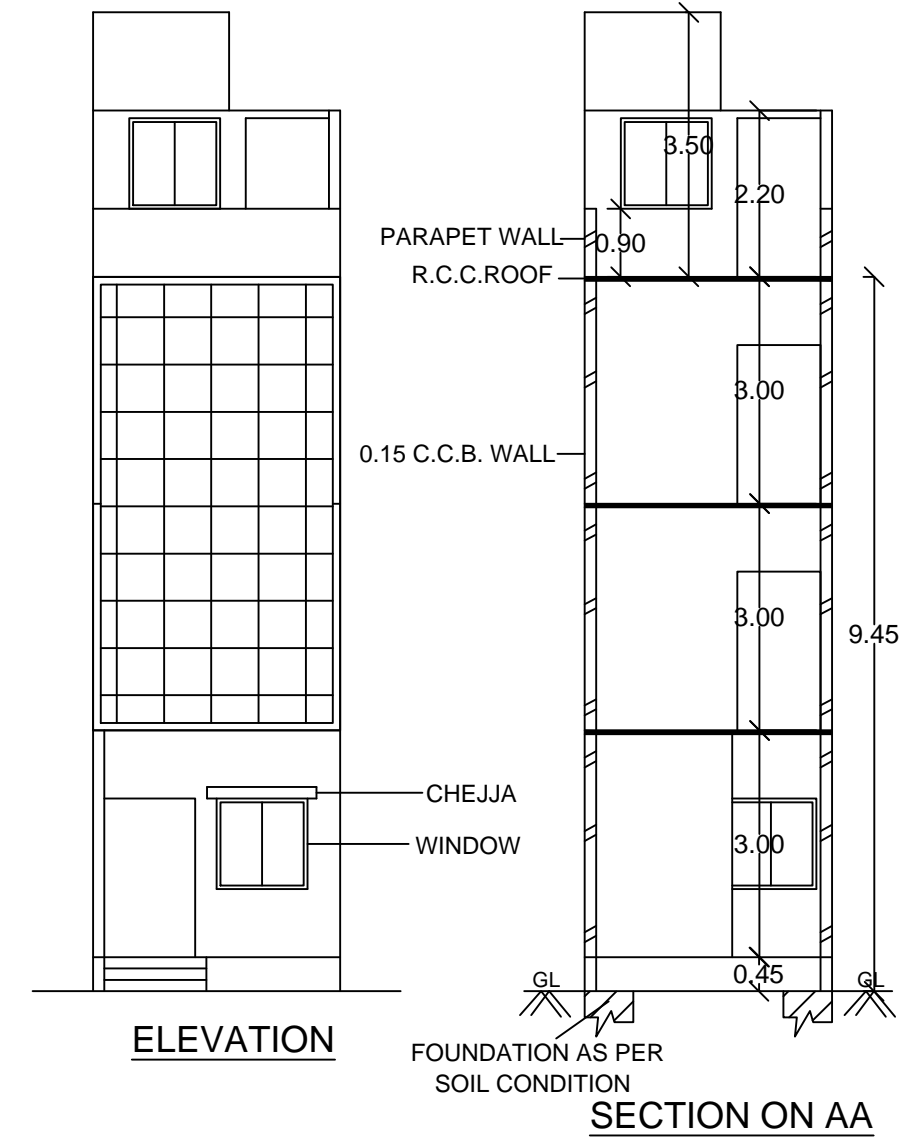 3.50
2.20
PARAPET WALL
0.90
R.C.C.ROOF
3.00
0.15 C.C.B. WALL
3.00
9.45
CHEJJA
WINDOW
3.00
0.45
GL
GL
ELEVATION
FOUNDATION AS PER
SOIL CONDITION
SECTION ON AA